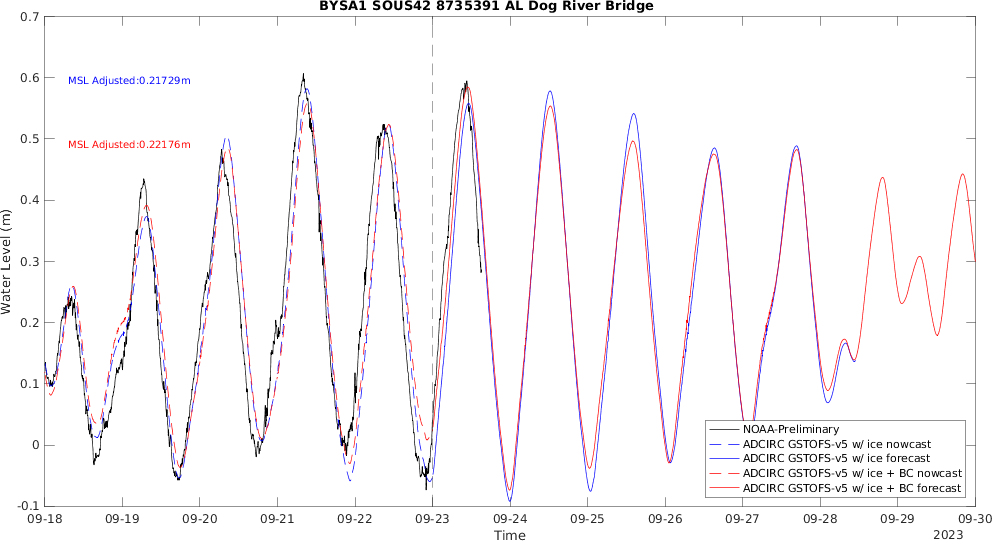 BYSA1 SOUS42 8735391 AL Dog River Bridge
0.7
0.6
0.5
0.4
0.3
0.2
0.1
0
-0.1
Water Level (m)
MSL Adjusted:0.21729m
MSL Adjusted:0.22176m
NOAA-Preliminary
ADCIRC GSTOFS-v5 w/ ice nowcast
ADCIRC GSTOFS-v5 w/ ice forecast
ADCIRC GSTOFS-v5 w/ ice + BC nowcast
ADCIRC GSTOFS-v5 w/ ice + BC forecast
09-18 09-19 09-20 09-21 09-22 09-23 09-24 09-25 09-26 09-27 09-28 09-29 09-30
Time
2023